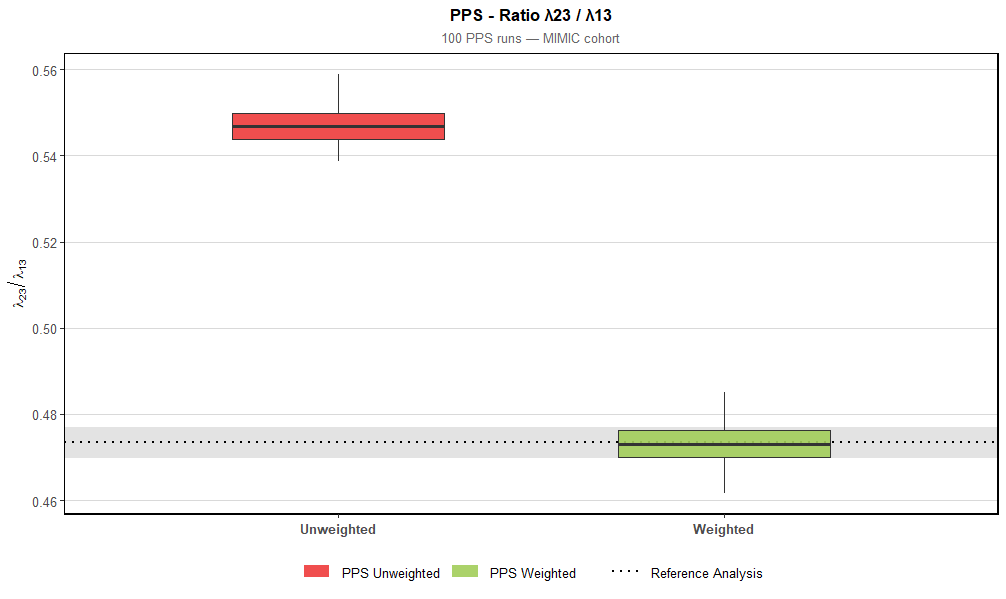 PPS - Ratio λ23 / λ13
100 PPS runs — MIMIC cohort
0.56
0.54
0.52
0.50
0.48
0.46
λ23/ λ13
Unweighted Weighted
PPS Unweighted PPS Weighted Reference Analysis